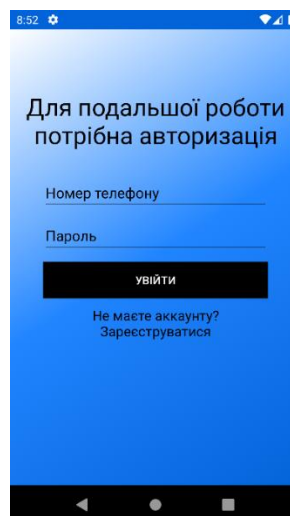 8:52
Для подальшої роботи
потрібна авторизація
Номер телефону
Пароль
УВІЙТИ
Не маєте аккаунту?
Зареєструватися